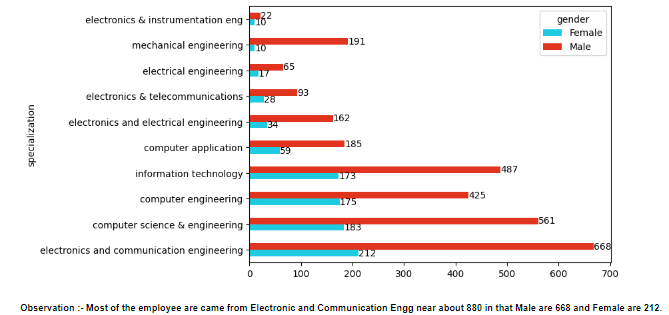 gender
Female
Male
specialization
electronics & instrumentation eng 22 10
mechanical engineering 191 10
electrical engineering 65 17
electronics & telecommunications 93 28
electronics and electrical engineering 162 34
computer application 185 59
information technology 487 173
computer engineering 425 175
computer science & engineering 561 183
electronics and communication engineering 668 212
0 100 200 300 400 500 600 700
Observation :- Most of the employee are came from Electronic and Communication Engg near about 880 in that Male are 668 and Female are 212.